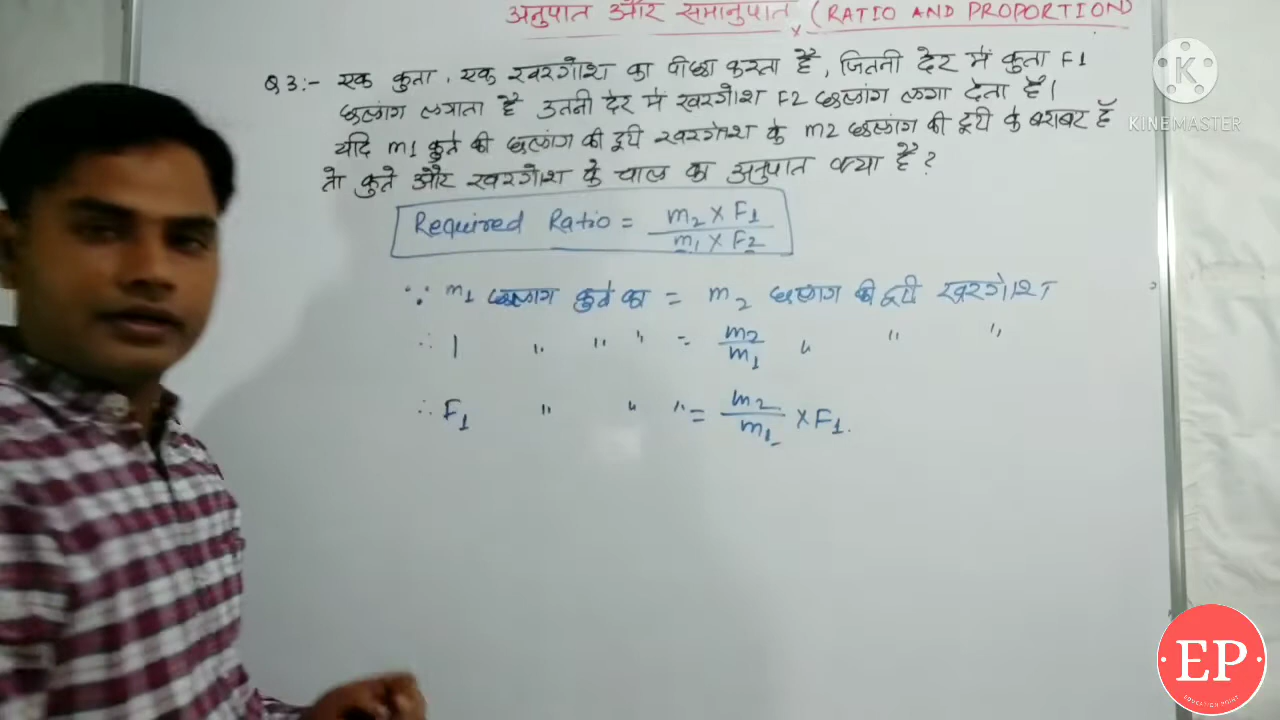 अनुपात और समानुपात (RATIO AND PROPORTION)
Q3:- एक कुता, एक खरगोश का पीछा करता है, जितनी देर में कुता F1
छलांग लगाता है उतनी देर में खरगोश F2 छलांग लगा देता है।
यदि m1 कुते की छलांग की दूरी खरगोश के m2 छलांग की दूरी के बराबर हैं
तो कुते और खरगोश के चाल का अनुपात क्या है?
Required Ratio = m₂ × F₁ / m₁ × F₂
∵ m₁ छलांग कुते का = m₂ छलांग की दूरी खरगोश
∴ 1 " " " = m₂/m₁ " " "
∴ F₁ " " " = m₂/m₁ × F₁.
K
KINEMASTER
EP
EDUCATION POINT